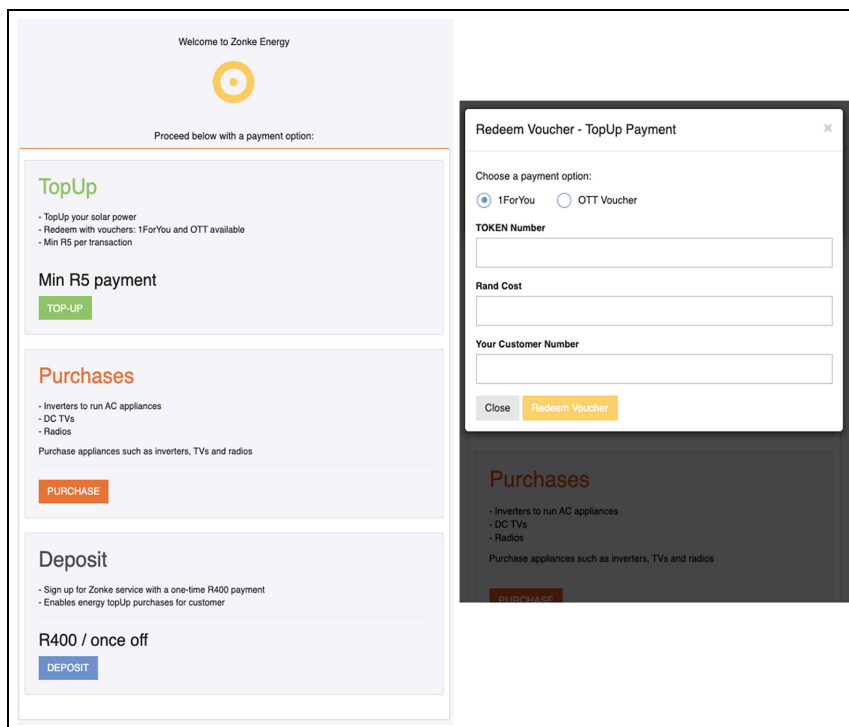 Welcome to Zonke Energy
Proceed below with a payment option:
TopUp
- TopUp your solar power
- Redeem with vouchers: 1ForYou and OTT available
- Min R5 per transaction
Min R5 payment
TOP-UP
Purchases
- Inverters to run AC appliances
- DC TVs
- Radios
Purchase appliances such as inverters, TVs and radios
PURCHASE
Deposit
- Sign up for Zonke service with a one-time R400 payment
- Enables energy topUp purchases for customer
R400 / once off
DEPOSIT
Redeem Voucher - TopUp Payment
×
Choose a payment option:
1ForYou OTT Voucher
TOKEN Number
Rand Cost
Your Customer Number
Close Redeem Voucher
Purchases
- Inverters to run AC appliances
- DC TVs
- Radios
Purchase appliances such as inverters, TVs and radios
PURCHASE